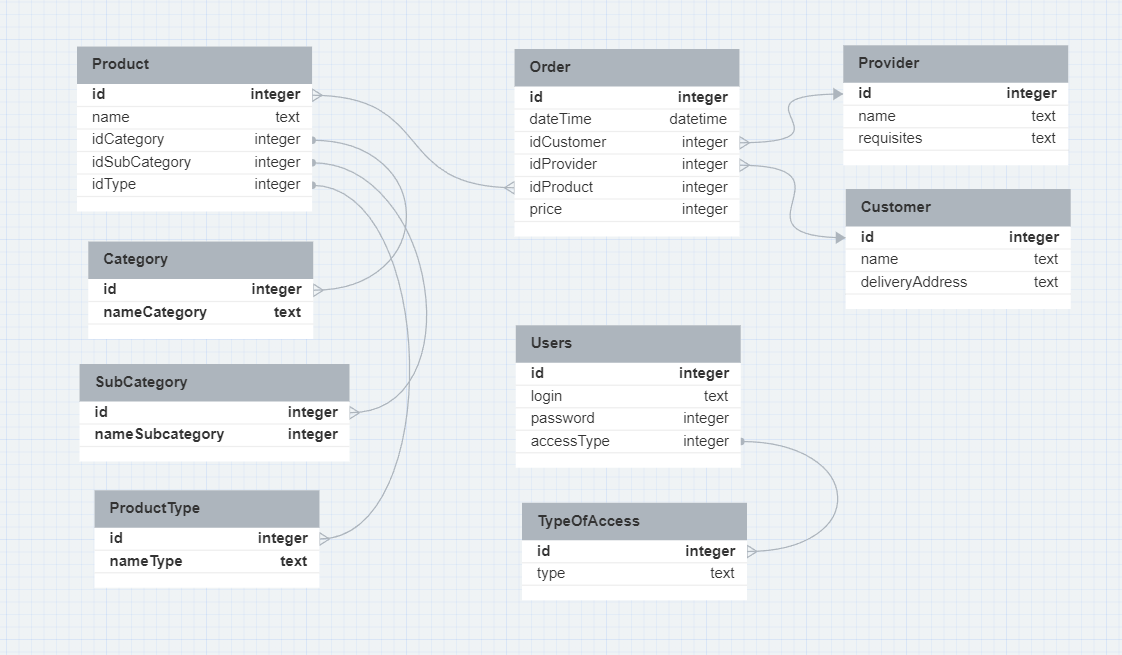 Product
id integer
name text
idCategory integer
idSubCategory integer
idType integer
Category
id integer
nameCategory text
SubCategory
id integer
nameSubcategory integer
ProductType
id integer
nameType text
Order
id integer
dateTime datetime
idCustomer integer
idProvider integer
idProduct integer
price integer
Users
id integer
login text
password integer
accessType integer
TypeOfAccess
id integer
type text
Provider
id integer
name text
requisites text
Customer
id integer
name text
deliveryAddress text